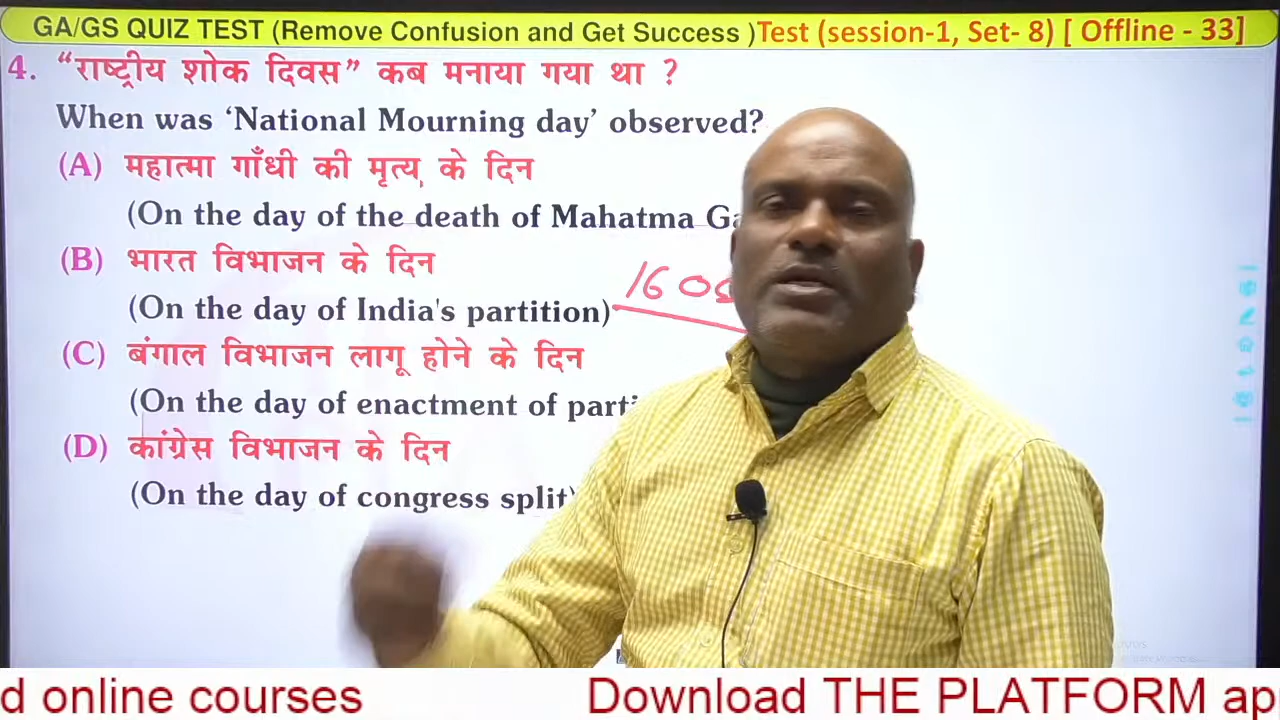 GA/GS QUIZ TEST (Remove Confusion and Get Success )Test (session-1, Set- 8) [ Offline - 33]
4. “राष्ट्रीय शोक दिवस” कब मनाया गया था ?
When was ‘National Mourning day’ observed?
(A) महात्मा गाँधी की मृत्यु के दिन
(On the day of the death of Mahatma
(B) भारत विभाजन के दिन
(On the day of India's partition)
16
(C) बंगाल विभाजन लागू होने के दिन
(On the day of enactment of
(D) कांग्रेस विभाजन के दिन
(On the day of congress split)
online courses
Download THE PLATFORM